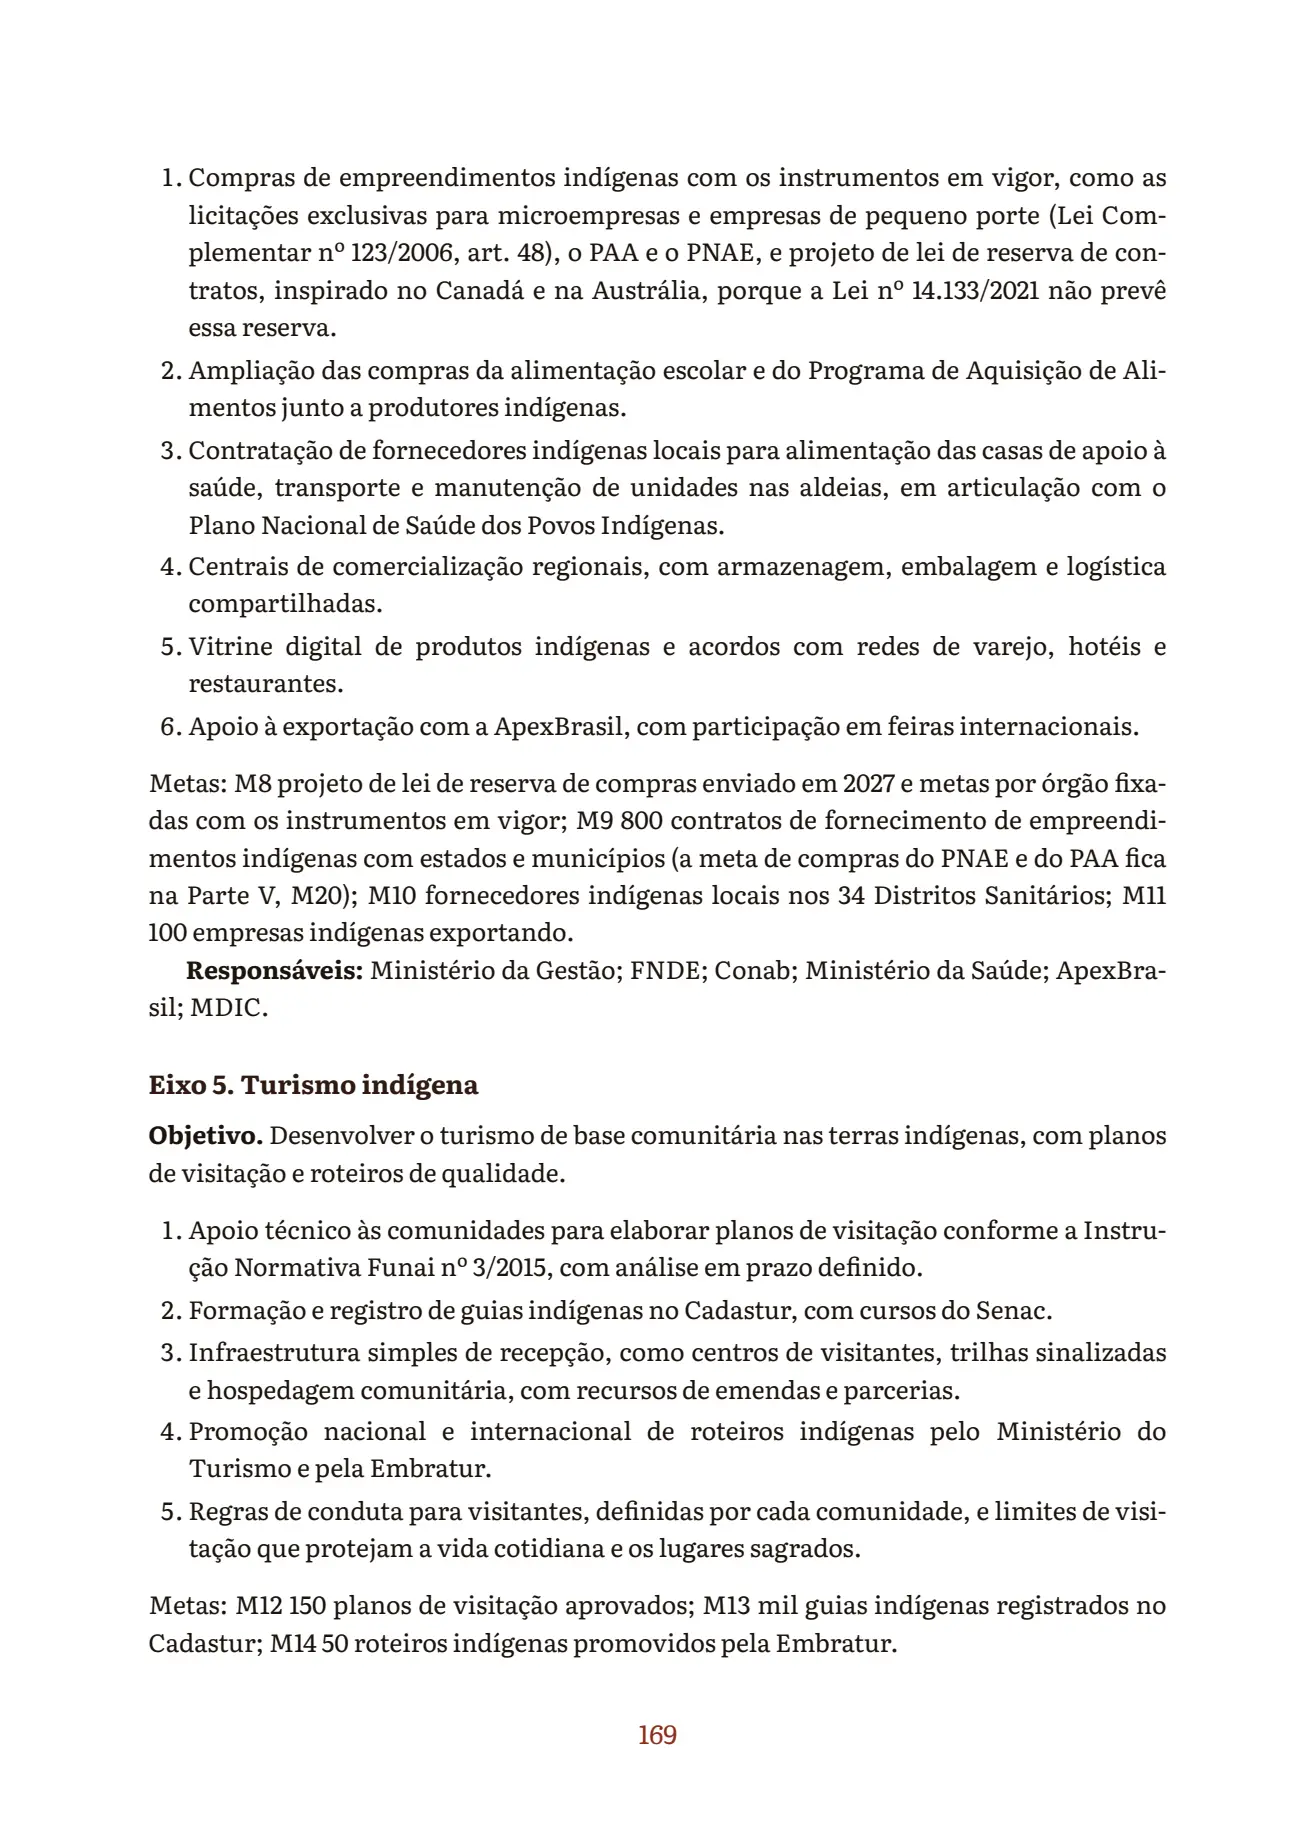 1. Compras de empreendimentos indígenas com os instrumentos em vigor, como as
licitações exclusivas para microempresas e empresas de pequeno porte (Lei Com-
plementar nº 123/2006, art. 48), o PAA e o PNAE, e projeto de lei de reserva de con-
tratos, inspirado no Canadá e na Austrália, porque a Lei nº 14.133/2021 não prevê
essa reserva.
2. Ampliação das compras da alimentação escolar e do Programa de Aquisição de Ali-
mentos junto a produtores indígenas.
3. Contratação de fornecedores indígenas locais para alimentação das casas de apoio à
saúde, transporte e manutenção de unidades nas aldeias, em articulação com o
Plano Nacional de Saúde dos Povos Indígenas.
4. Centrais de comercialização regionais, com armazenagem, embalagem e logística
compartilhadas.
5. Vitrine digital de produtos indígenas e acordos com redes de varejo, hotéis e
restaurantes.
6. Apoio à exportação com a ApexBrasil, com participação em feiras internacionais.
Metas: M8 projeto de lei de reserva de compras enviado em 2027 e metas por órgão fixa-
das com os instrumentos em vigor; M9 800 contratos de fornecimento de empreendi-
mentos indígenas com estados e municípios (a meta de compras do PNAE e do PAA fica
na Parte V, M20); M10 fornecedores indígenas locais nos 34 Distritos Sanitários; M11
100 empresas indígenas exportando.
Responsáveis: Ministério da Gestão; FNDE; Conab; Ministério da Saúde; ApexBra-
sil; MDIC.
Eixo 5. Turismo indígena
Objetivo. Desenvolver o turismo de base comunitária nas terras indígenas, com planos
de visitação e roteiros de qualidade.
1. Apoio técnico às comunidades para elaborar planos de visitação conforme a Instru-
ção Normativa Funai nº 3/2015, com análise em prazo definido.
2. Formação e registro de guias indígenas no Cadastur, com cursos do Senac.
3. Infraestrutura simples de recepção, como centros de visitantes, trilhas sinalizadas
e hospedagem comunitária, com recursos de emendas e parcerias.
4. Promoção nacional e internacional de roteiros indígenas pelo Ministério do
Turismo e pela Embratur.
5. Regras de conduta para visitantes, definidas por cada comunidade, e limites de visi-
tação que protejam a vida cotidiana e os lugares sagrados.
Metas: M12 150 planos de visitação aprovados; M13 mil guias indígenas registrados no
Cadastur; M14 50 roteiros indígenas promovidos pela Embratur.
169